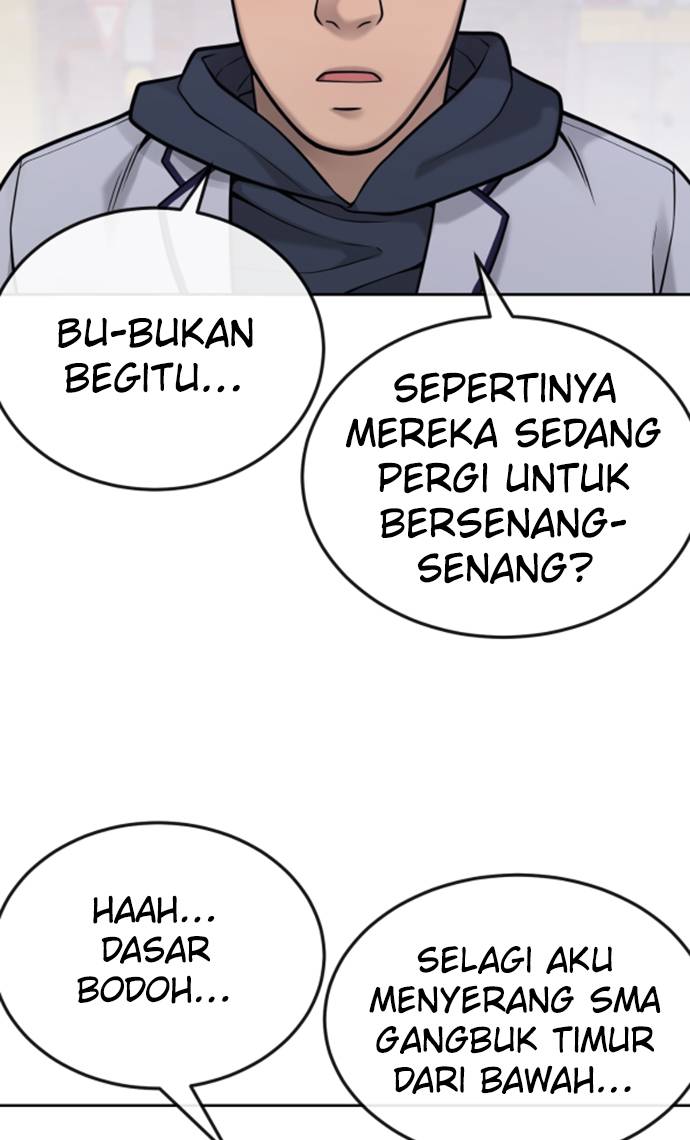 BU-BUKAN
BEGITU...
SEPERTINYA
MEREKA SEDANG
PERGI UNTUK
BERSENANG-
SENANG?
HAAH...
DASAR
BODOH...
SELAGI AKU
MENYERANG SMA
GANGBUK TIMUR
DARI BAWAH...